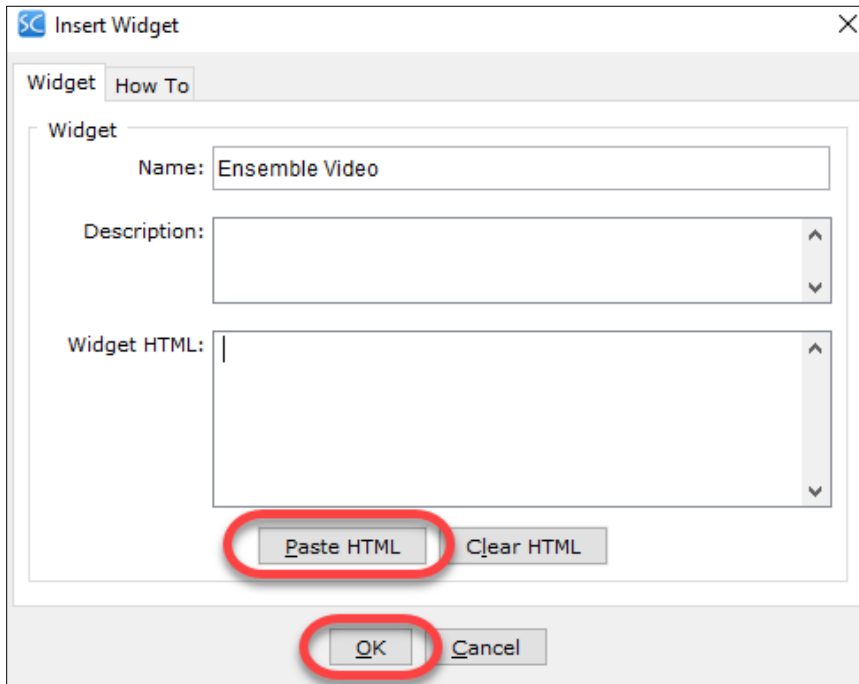 SC Insert Widget
Widget How To
Widget
Name: Ensemble Video
Description:
Widget HTML:
Paste HTML Clear HTML
OK Cancel